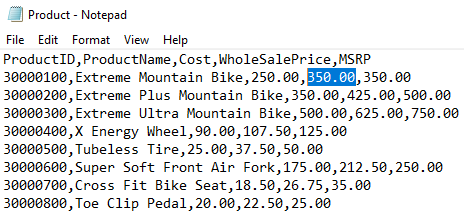 Product - Notepad
File Edit Format View Help
ProductID,ProductName,Cost,WholeSalePrice,MSRP
30000100,Extreme Mountain Bike,250.00,350.00,350.00
30000200,Extreme Plus Mountain Bike,350.00,425.00,500.00
30000300,Extreme Ultra Mountain Bike,500.00,625.00,750.00
30000400,X Energy Wheel,90.00,107.50,125.00
30000500,Tubeless Tire,25.00,37.50,50.00
30000600,Super Soft Front Air Fork,175.00,212.50,250.00
30000700,Cross Fit Bike Seat,18.50,26.75,35.00
30000800,Toe Clip Pedal,20.00,22.50,25.00